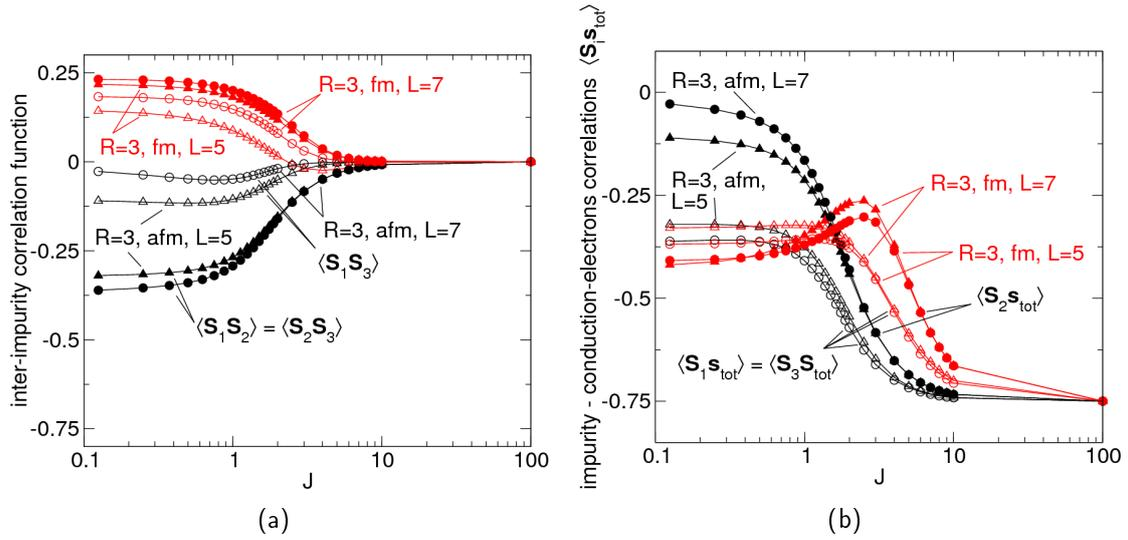 inter-impurity correlation function
0.25
0
-0.25
-0.5
-0.75
R=3, fm, L=7
R=3, fm, L=5
R=3, afm, L=5
R=3, afm, L=7
⟨S₁S₃⟩
⟨S₁S₂⟩ = ⟨S₂S₃⟩
0.1
1
10
100
J
(a)
impurity - conduction-electrons correlations ⟨Sᵢsₜₒₜ⟩
0
-0.25
-0.5
-0.75
R=3, afm, L=7
R=3, afm,
L=5
R=3, fm, L=7
R=3, fm, L=5
⟨S₂sₜₒₜ⟩
⟨S₁sₜₒₜ⟩ = ⟨S₃Sₜₒₜ⟩
0.1
1
10
100
J
(b)